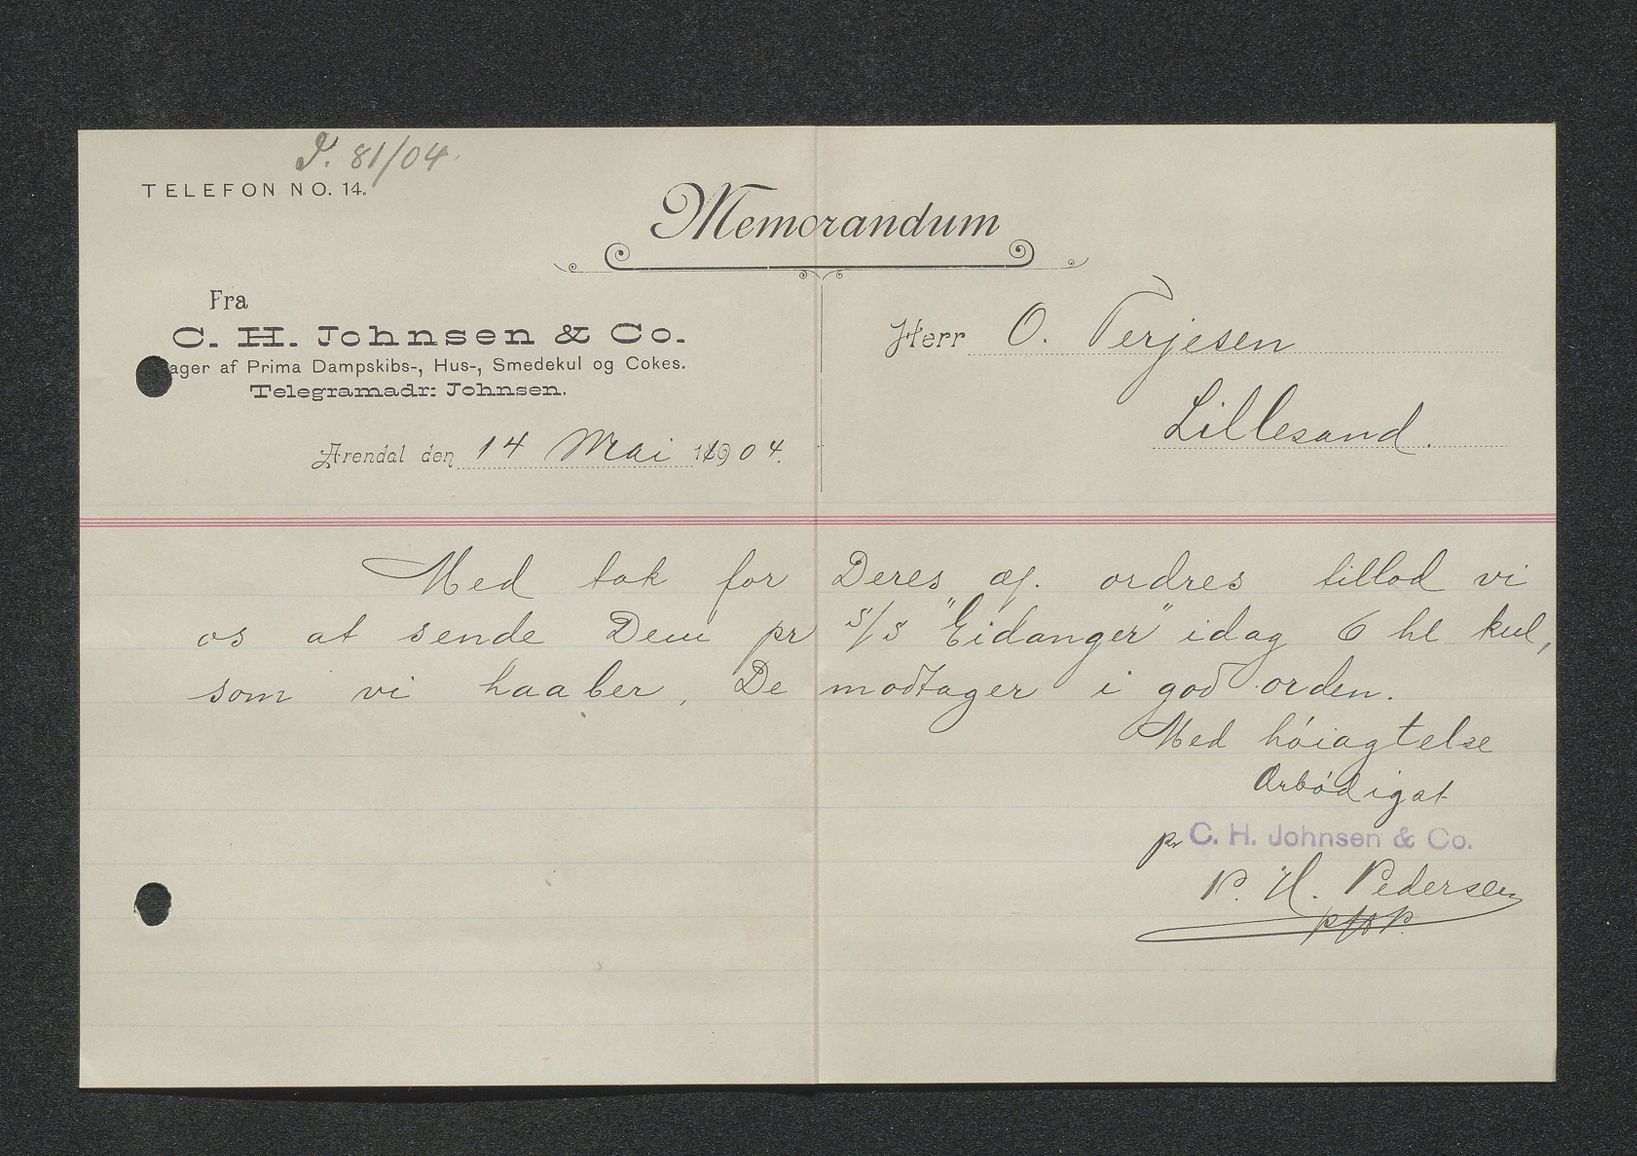 J. 81/04.
TELEFON NO. 14.
Memorandum
Fra
C. H. Johnsen & Co.
Lager af Prima Dampskibs-, Hus-, Smedekul og Cokes.
Telegramadr: Johnsen.
Arendal den 14 Mai 1904.
Herr O. Terjesen
Lillesand.
Med tak for Deres æf. ordres tillod vi
os at sende Dem pr S/S "Eidanger" idag 6 hl kul,
som vi haaber, De modtager i god orden.
Med høiagtelse
Ærbødigst
pr C. H. Johnsen & Co.
P. H. Pedersen